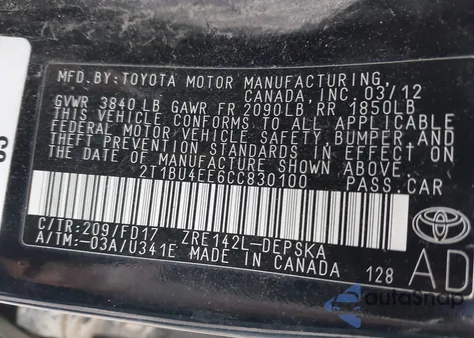 MFD. BY: TOYOTA MOTOR MANUFACTURING,
CANADA, INC. 03/12
GVWR 3840 LB GAWR FR 2090LB RR 1850LB
THIS VEHICLE CONFORMS TO ALL APPLICABLE
FEDERAL MOTOR VEHICLE SAFETY, BUMPER, AND
THEFT PREVENTION STANDARDS IN EFFECT ON
THE DATE OF MANUFACTURE SHOWN ABOVE.
2T1BU4EE6CC830100 PASS.CAR
C/TR: 209/FD17 ZRE142L-DEPSKA
A/TM: -03A/U341E MADE IN CANADA 128
TOYOTA
AD
autoSnap